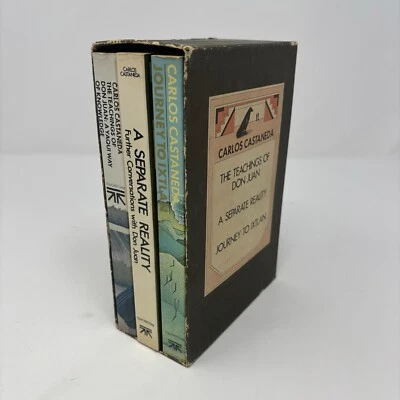 CARLOS CASTANEDA
THE TEACHINGS OF
DON JUAN: A YAQUI WAY
OF KNOWLEDGE
CARLOS
CASTANEDA
A SEPARATE REALITY
Further Conversations with Don Juan
CARLOS CASTANEDA
JOURNEY TO IXTLAN
CARLOS CASTANEDA
THE TEACHINGS OF
DON JUAN
A SEPARATE REALITY
JOURNEY TO IXTLAN